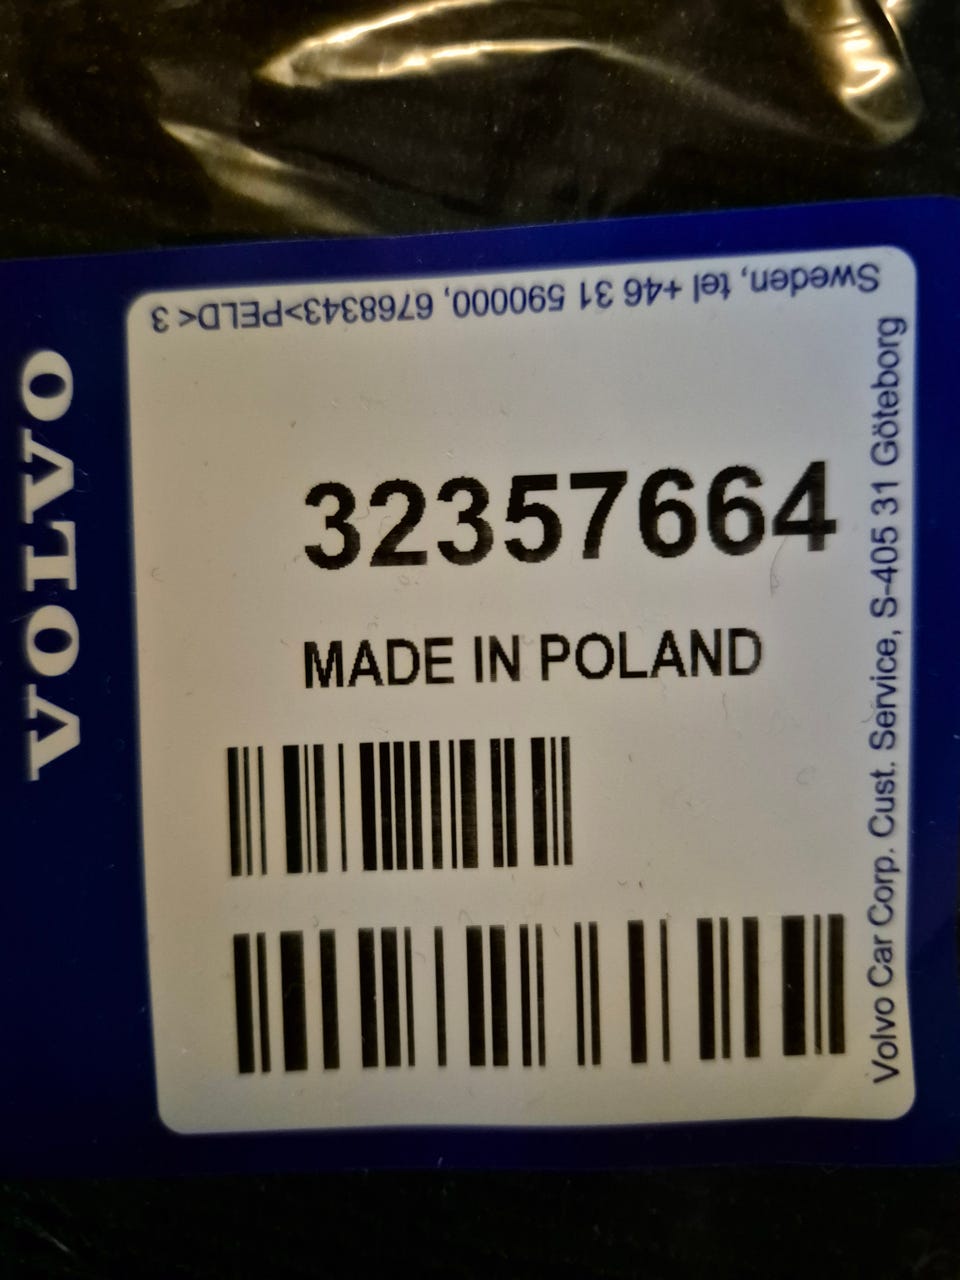 VOLVO
32357664
MADE IN POLAND
Volvo Car Corp. Cust. Service, S-405 31 Göteborg
Sweden, tel +46 31 590000, 6768343>PELD< 3